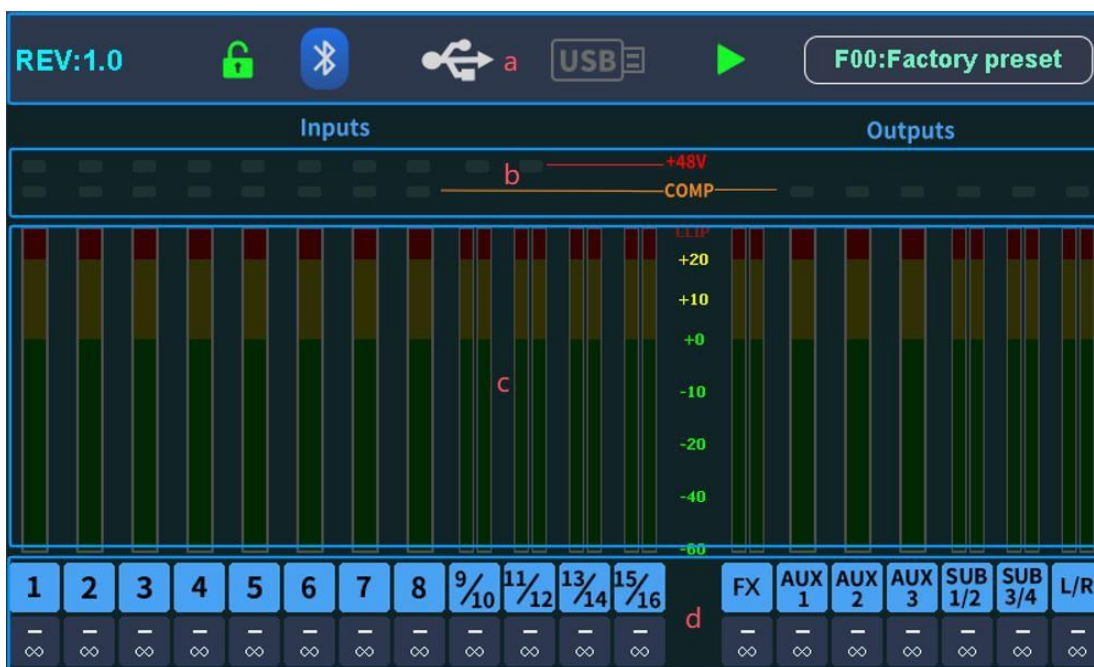 REV:1.0 a USB F00:Factory preset
Inputs Outputs
+48V
b
COMP
CLIP
+20
+10
+0
c
-10
-20
-40
-60
1 2 3 4 5 6 7 8 9/10 11/12 13/14 15/16 FX AUX 1 AUX 2 AUX 3 SUB 1/2 SUB 3/4 L/R
d
-∞ -∞ -∞ -∞ -∞ -∞ -∞ -∞ -∞ -∞ -∞ -∞ -∞ -∞ -∞ -∞ -∞ -∞ -∞